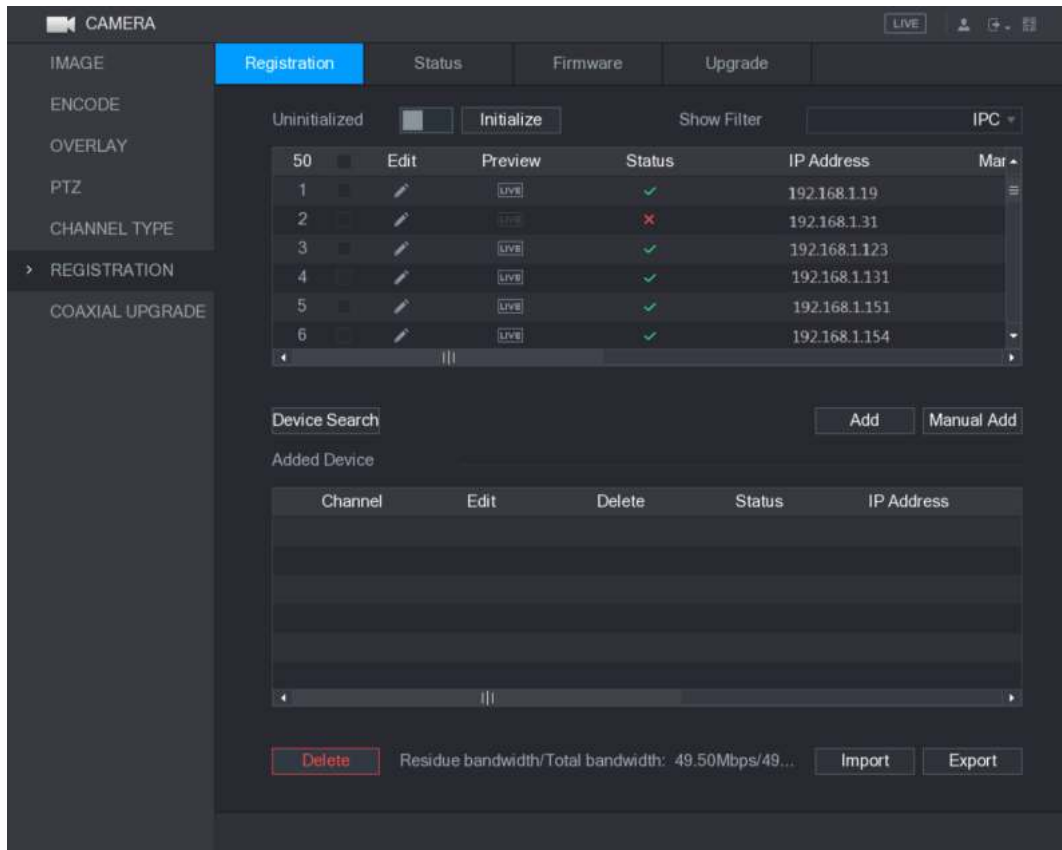 CAMERA LIVE
IMAGE
ENCODE
OVERLAY
PTZ
CHANNEL TYPE
REGISTRATION
COAXIAL UPGRADE
Registration Status Firmware Upgrade
Uninitialized Initialize Show Filter IPC
50 Edit Preview Status IP Address Mar
1 LIVE 192.168.1.19
2 LIVE 192.168.1.31
3 LIVE 192.168.1.123
4 LIVE 192.168.1.131
5 LIVE 192.168.1.151
6 LIVE 192.168.1.154
Device Search Add Manual Add
Added Device
Channel Edit Delete Status IP Address
Delete Residue bandwidth/Total bandwidth: 49.50Mbps/49... Import Export